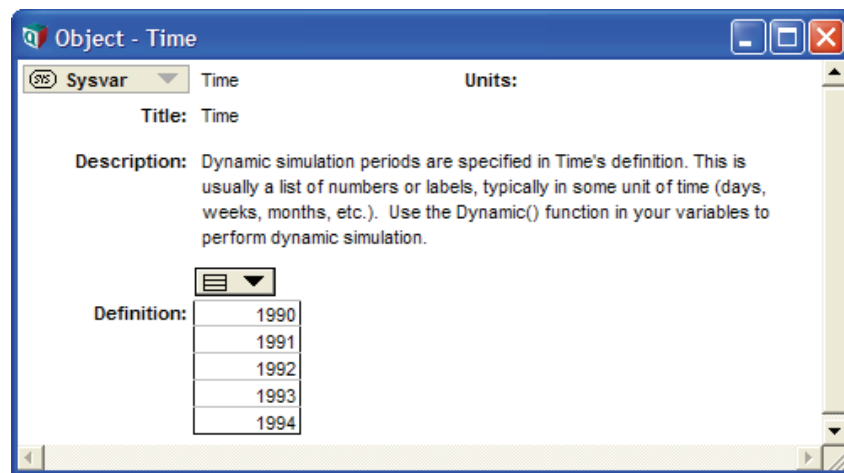 Object - Time
Sysvar Time Units:
Title: Time
Description: Dynamic simulation periods are specified in Time's definition. This is
usually a list of numbers or labels, typically in some unit of time (days,
weeks, months, etc.). Use the Dynamic() function in your variables to
perform dynamic simulation.
Definition: 1990
1991
1992
1993
1994